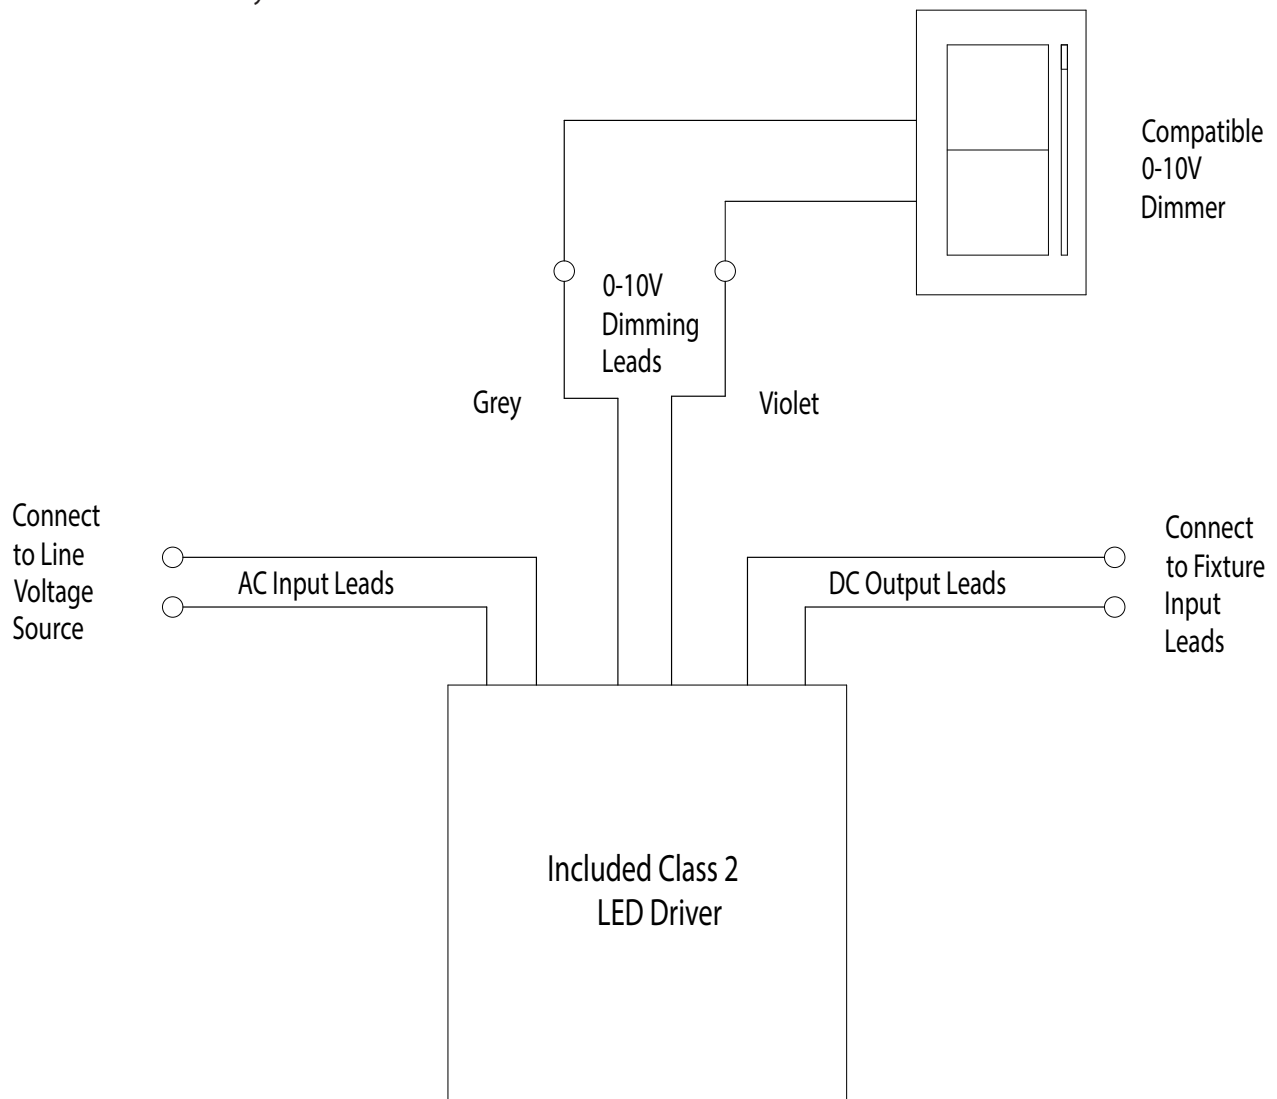 Compatible
0-10V
Dimmer
0-10V
Dimming
Leads
Grey
Violet
Connect
to Line
Voltage
Source
AC Input Leads
DC Output Leads
Connect
to Fixture
Input
Leads
Included Class 2
LED Driver